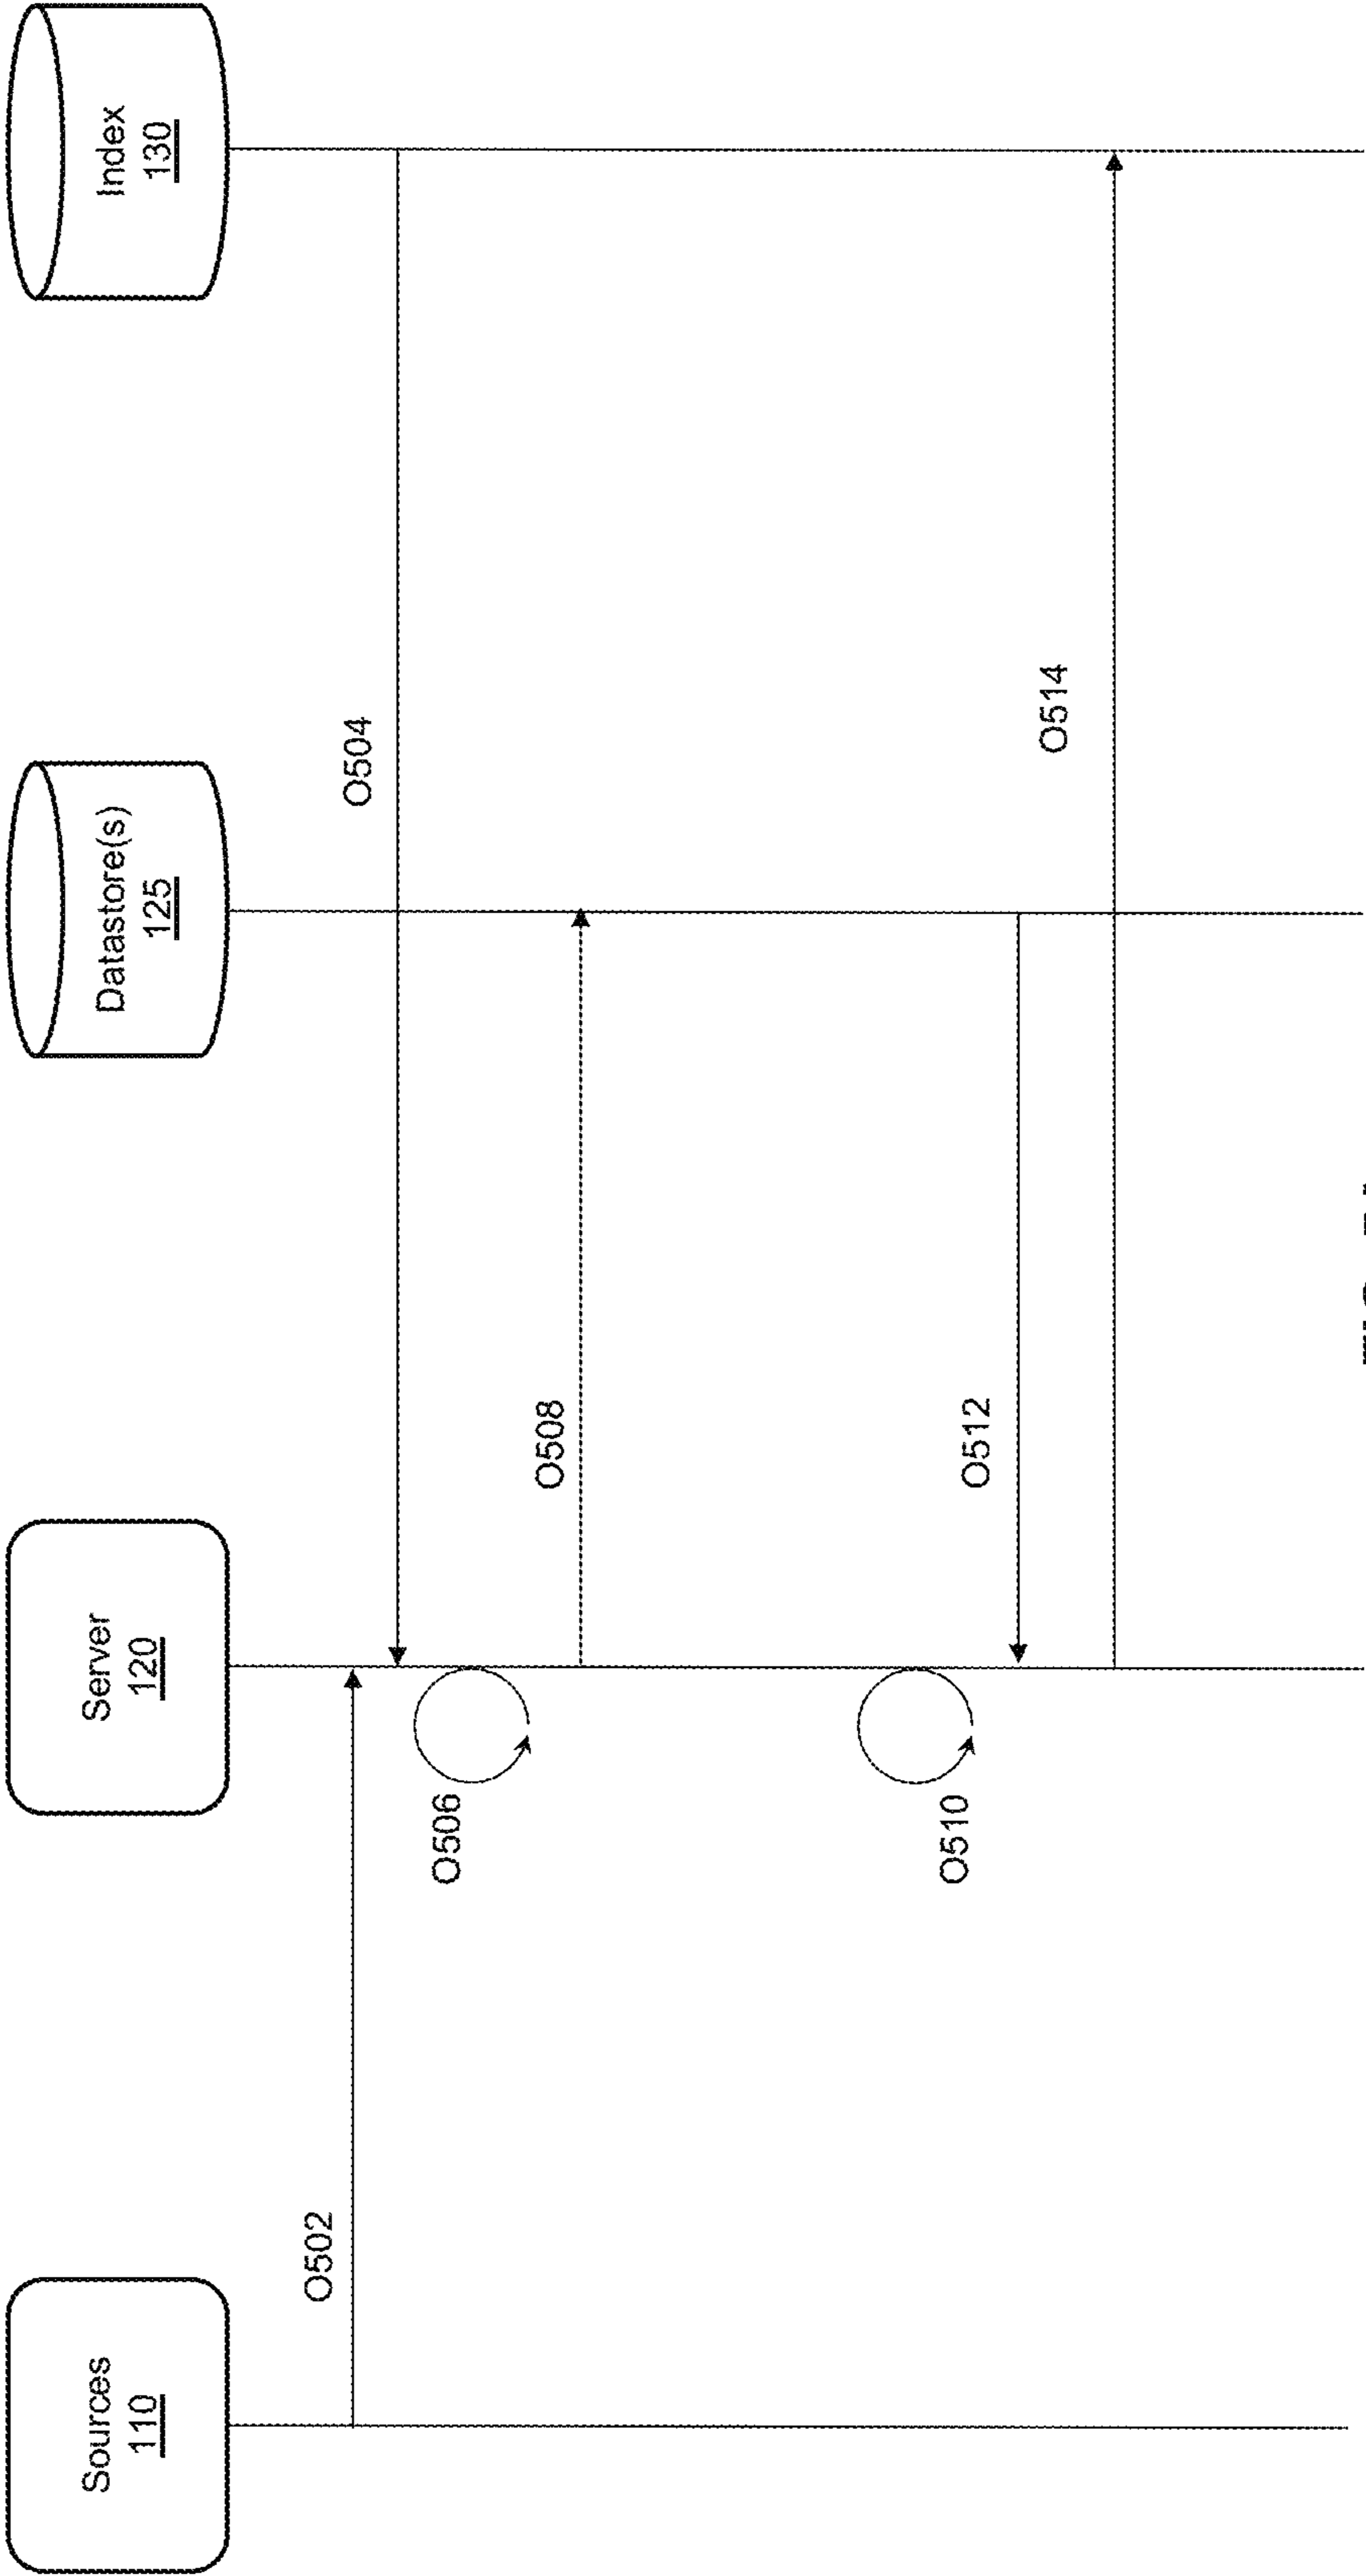 Sources
110
Server
120
Datastore(s)
125
Index
130
O502
O504
O506
O508
O510
O512
O514